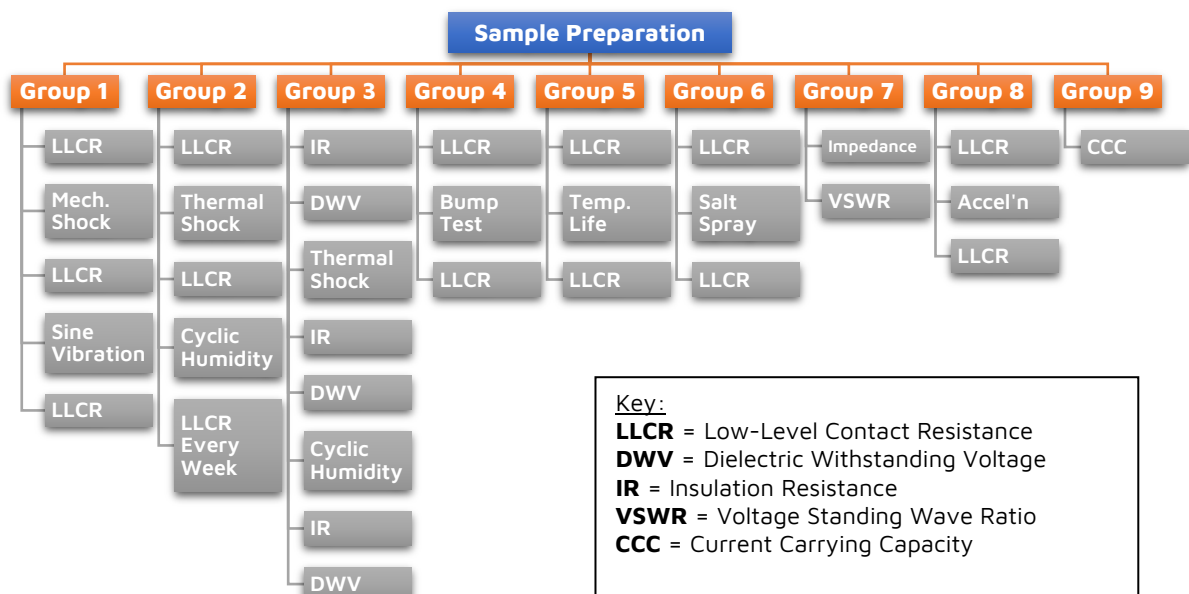 Sample Preparation
Group 1
LLCR
Mech.
Shock
LLCR
Sine
Vibration
LLCR
Group 2
LLCR
Thermal
Shock
LLCR
Cyclic
Humidity
LLCR
Every
Week
Group 3
IR
DWV
Thermal
Shock
IR
DWV
Cyclic
Humidity
IR
DWV
Group 4
LLCR
Bump
Test
LLCR
Group 5
LLCR
Temp.
Life
LLCR
Group 6
LLCR
Salt
Spray
LLCR
Group 7
Impedance
VSWR
Group 8
LLCR
Accel'n
LLCR
Group 9
CCC
Key:
LLCR = Low-Level Contact Resistance
DWV = Dielectric Withstanding Voltage
IR = Insulation Resistance
VSWR = Voltage Standing Wave Ratio
CCC = Current Carrying Capacity